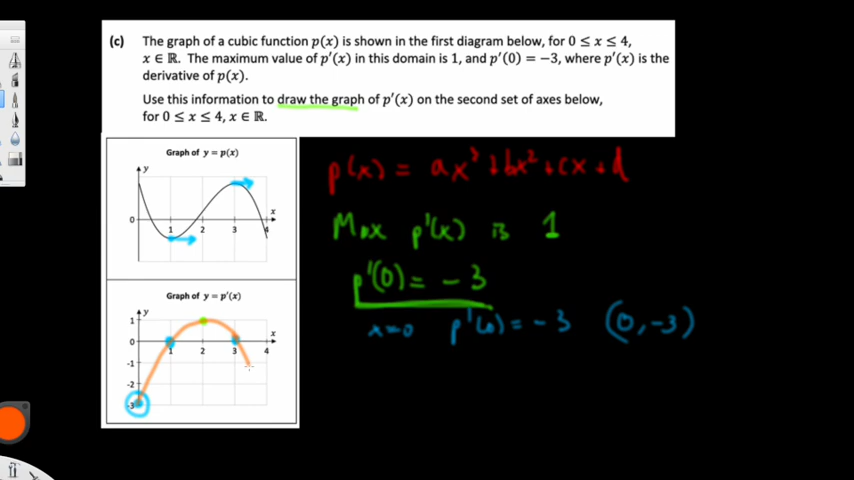 (c) The graph of a cubic function p(x) is shown in the first diagram below, for 0 ≤ x ≤ 4,
x ∈ ℝ. The maximum value of p′(x) in this domain is 1, and p′(0) = −3, where p′(x) is the
derivative of p(x).
Use this information to draw the graph of p′(x) on the second set of axes below,
for 0 ≤ x ≤ 4, x ∈ ℝ.
Graph of y = p(x)
y
x
0
1 2 3 4
p(x) = ax³ + bx² + cx + d
Max p'(x) is 1
p'(0) = - 3
x=0 p'(0) = - 3 (0, -3)
Graph of y = p′(x)
y
1
x
0
1 2 3 4
-1
-2
-3